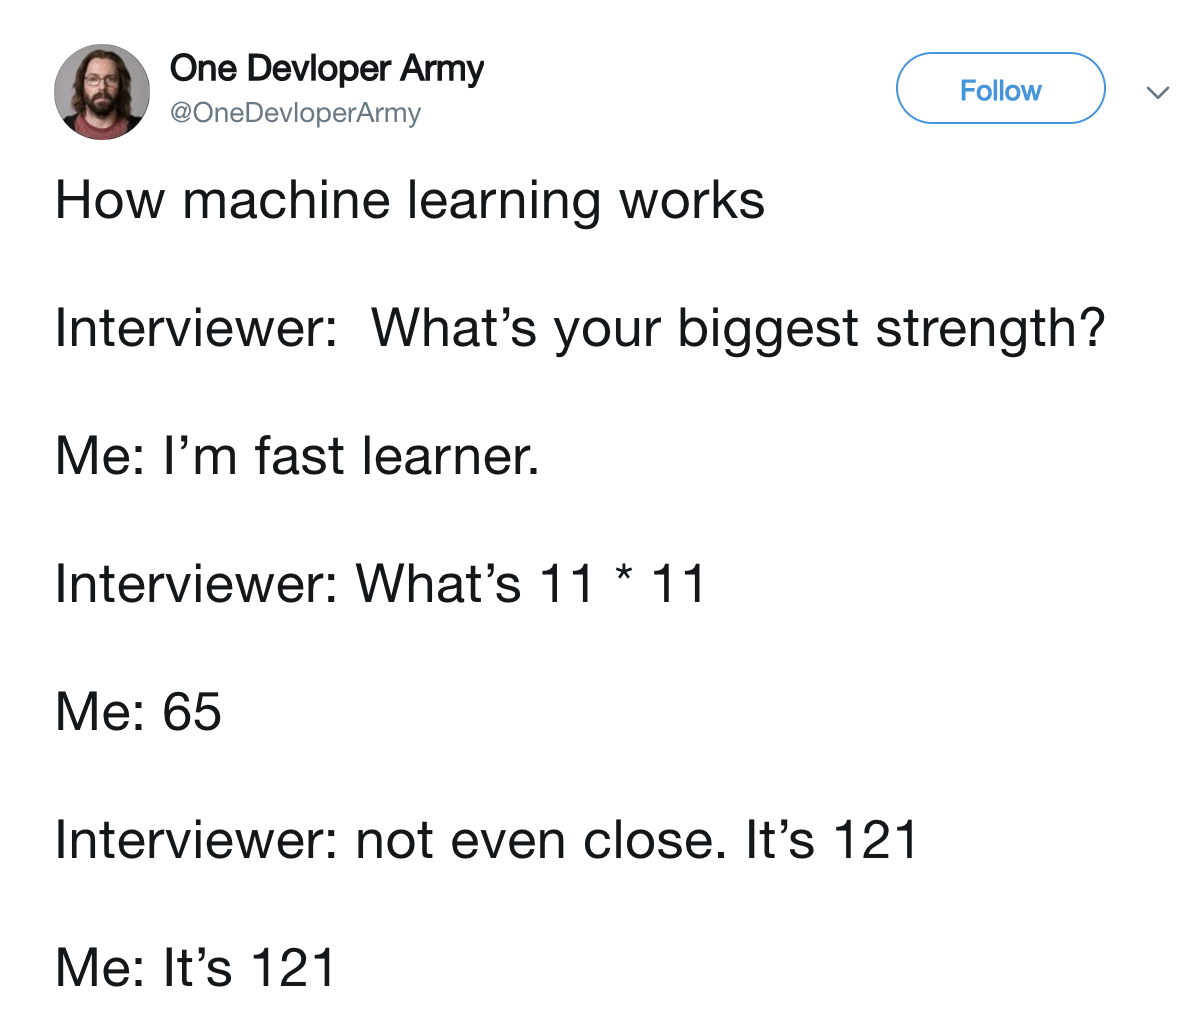 One Devloper Army
@OneDevloperArmy
Follow
How machine learning works
Interviewer:  What’s your biggest strength?
Me: I’m fast learner.
Interviewer: What’s 11 * 11
Me: 65
Interviewer: not even close. It’s 121
Me: It’s 121